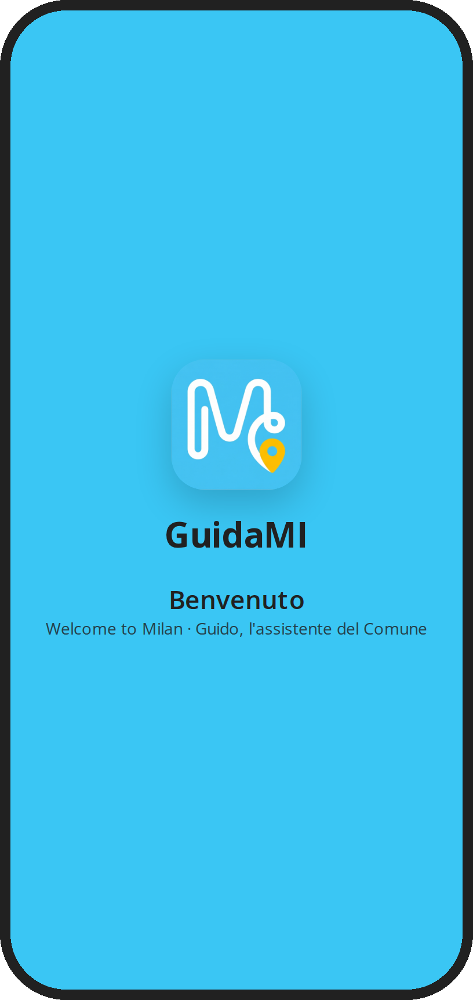 GuidaMI
Benvenuto
Welcome to Milan · Guido, l'assistente del Comune